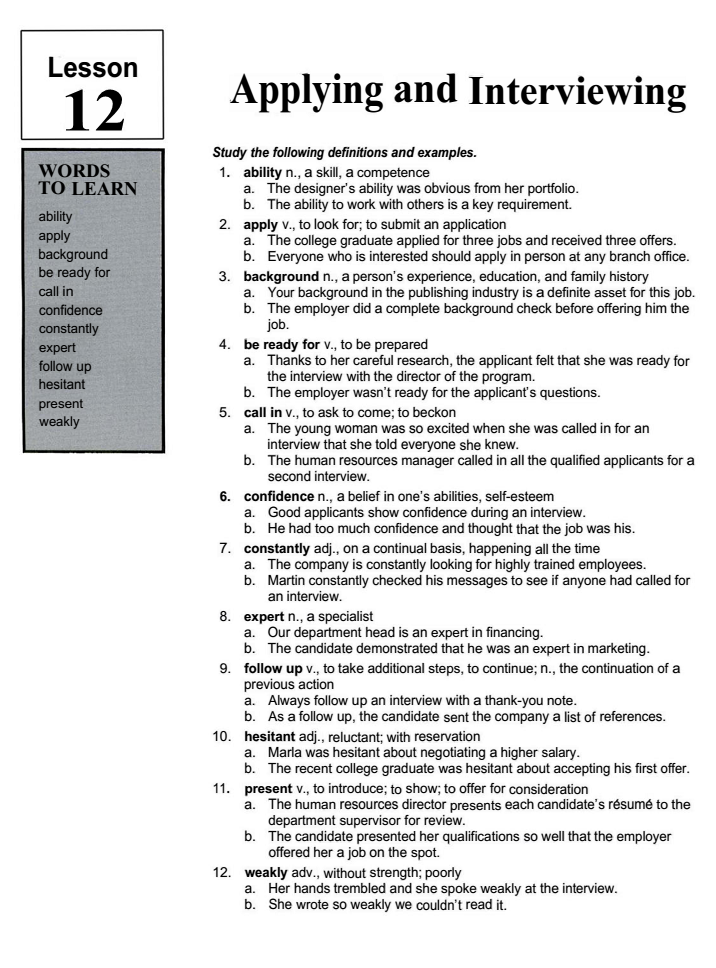 Lesson
12
Applying and Interviewing
WORDS
TO LEARN
ability
apply
background
be ready for
call in
confidence
constantly
expert
follow up
hesitant
present
weakly
Study the following definitions and examples.
1. ability n., a skill, a competence
a. The designer's ability was obvious from her portfolio.
b. The ability to work with others is a key requirement.
2. apply v., to look for; to submit an application
a. The college graduate applied for three jobs and received three offers.
b. Everyone who is interested should apply in person at any branch office.
3. background n., a person's experience, education, and family history
a. Your background in the publishing industry is a definite asset for this job.
b. The employer did a complete background check before offering him the
job.
4. be ready for v., to be prepared
a. Thanks to her careful research, the applicant felt that she was ready for
the interview with the director of the program.
b. The employer wasn't ready for the applicant's questions.
5. call in v., to ask to come; to beckon
a. The young woman was so excited when she was called in for an
interview that she told everyone she knew.
b. The human resources manager called in all the qualified applicants for a
second interview.
6. confidence n., a belief in one's abilities, self-esteem
a. Good applicants show confidence during an interview.
b. He had too much confidence and thought that the job was his.
7. constantly adj., on a continual basis, happening all the time
a. The company is constantly looking for highly trained employees.
b. Martin constantly checked his messages to see if anyone had called for
an interview.
8. expert n., a specialist
a. Our department head is an expert in financing.
b. The candidate demonstrated that he was an expert in marketing.
9. follow up v., to take additional steps, to continue; n., the continuation of a
previous action
a. Always follow up an interview with a thank-you note.
b. As a follow up, the candidate sent the company a list of references.
10. hesitant adj., reluctant; with reservation
a. Marla was hesitant about negotiating a higher salary.
b. The recent college graduate was hesitant about accepting his first offer.
11. present v., to introduce; to show; to offer for consideration
a. The human resources director presents each candidate's résumé to the
department supervisor for review.
b. The candidate presented her qualifications so well that the employer
offered her a job on the spot.
12. weakly adv., without strength; poorly
a. Her hands trembled and she spoke weakly at the interview.
b. She wrote so weakly we couldn't read it.